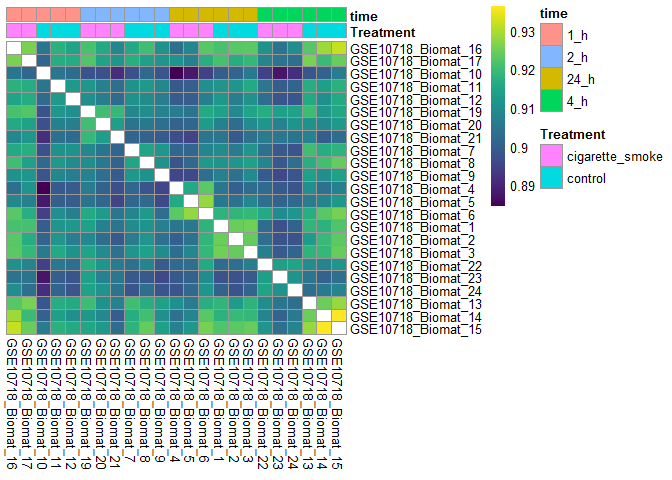 time
Treatment
GSE10718_Biomat_16
GSE10718_Biomat_17
GSE10718_Biomat_10
GSE10718_Biomat_11
GSE10718_Biomat_12
GSE10718_Biomat_19
GSE10718_Biomat_20
GSE10718_Biomat_21
GSE10718_Biomat_7
GSE10718_Biomat_8
GSE10718_Biomat_9
GSE10718_Biomat_4
GSE10718_Biomat_5
GSE10718_Biomat_6
GSE10718_Biomat_1
GSE10718_Biomat_2
GSE10718_Biomat_3
GSE10718_Biomat_22
GSE10718_Biomat_23
GSE10718_Biomat_24
GSE10718_Biomat_13
GSE10718_Biomat_14
GSE10718_Biomat_15
GSE10718_Biomat_16
GSE10718_Biomat_17
GSE10718_Biomat_10
GSE10718_Biomat_11
GSE10718_Biomat_12
GSE10718_Biomat_19
GSE10718_Biomat_20
GSE10718_Biomat_21
GSE10718_Biomat_7
GSE10718_Biomat_8
GSE10718_Biomat_9
GSE10718_Biomat_4
GSE10718_Biomat_5
GSE10718_Biomat_6
GSE10718_Biomat_1
GSE10718_Biomat_2
GSE10718_Biomat_3
GSE10718_Biomat_22
GSE10718_Biomat_23
GSE10718_Biomat_24
GSE10718_Biomat_13
GSE10718_Biomat_14
GSE10718_Biomat_15
0.93
0.92
0.91
0.9
0.89
time
1_h
2_h
24_h
4_h
Treatment
cigarette_smoke
control